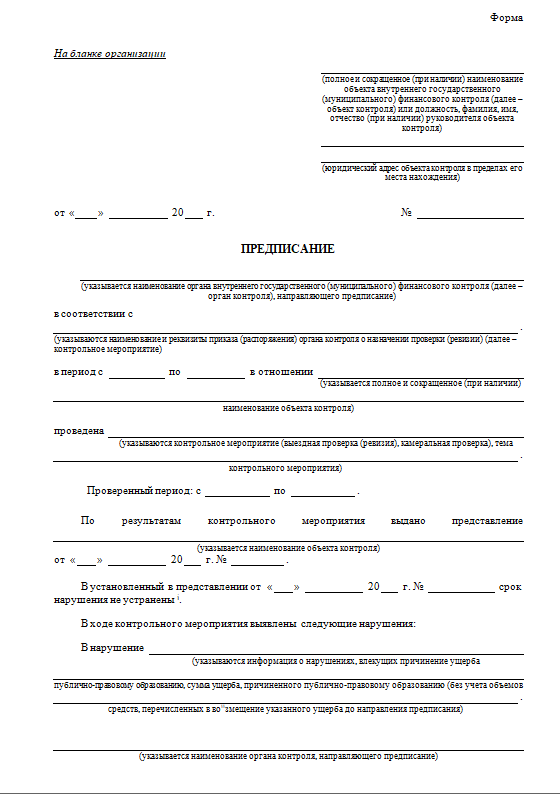 Форма
На бланке организации
(полное и сокращенное (при наличии) наименование
объекта внутреннего государственного
(муниципального) финансового контроля (далее –
объект контроля) или должность, фамилия, имя,
отчество (при наличии) руководителя объекта
контроля)
(юридический адрес объекта контроля в пределах его
места нахождения)
от «____» __________ 20___ г. № __________________
ПРЕДПИСАНИЕ
(указывается наименование органа внутреннего государственного (муниципального) финансового контроля (далее –
орган контроля), направляющего предписание)
в соответствии с
.
(указываются наименование и реквизиты приказа (распоряжения) органа контроля о назначении проверки (ревизии) (далее –
контрольное мероприятие)
в период с __________ по __________ в отношении
(указывается полное и сокращенное (при наличии)
наименование объекта контроля)
проведена
(указываются контрольное мероприятие (выездная проверка (ревизия), камеральная проверка), тема
.
контрольного мероприятия)
Проверенный период: с ___________ по ___________ .
По результатам контрольного мероприятия выдано представление
(указывается наименование объекта контроля)
от «____» __________ 20___ г. № _________ .
В установленный в представлении от «___» __________ 20___ г. № ___________ срок
нарушения не устранены i.
В ходе контрольного мероприятия выявлены следующие нарушения:
В нарушение
(указываются информация о нарушениях, влекущих причинение ущерба
публично-правовому образованию, сумма ущерба, причиненного публично-правовому образованию (без учета объемов
.
средств, перечисленных в возмещение указанного ущерба до направления предписания)
(указывается наименование органа контроля, направляющего предписание)